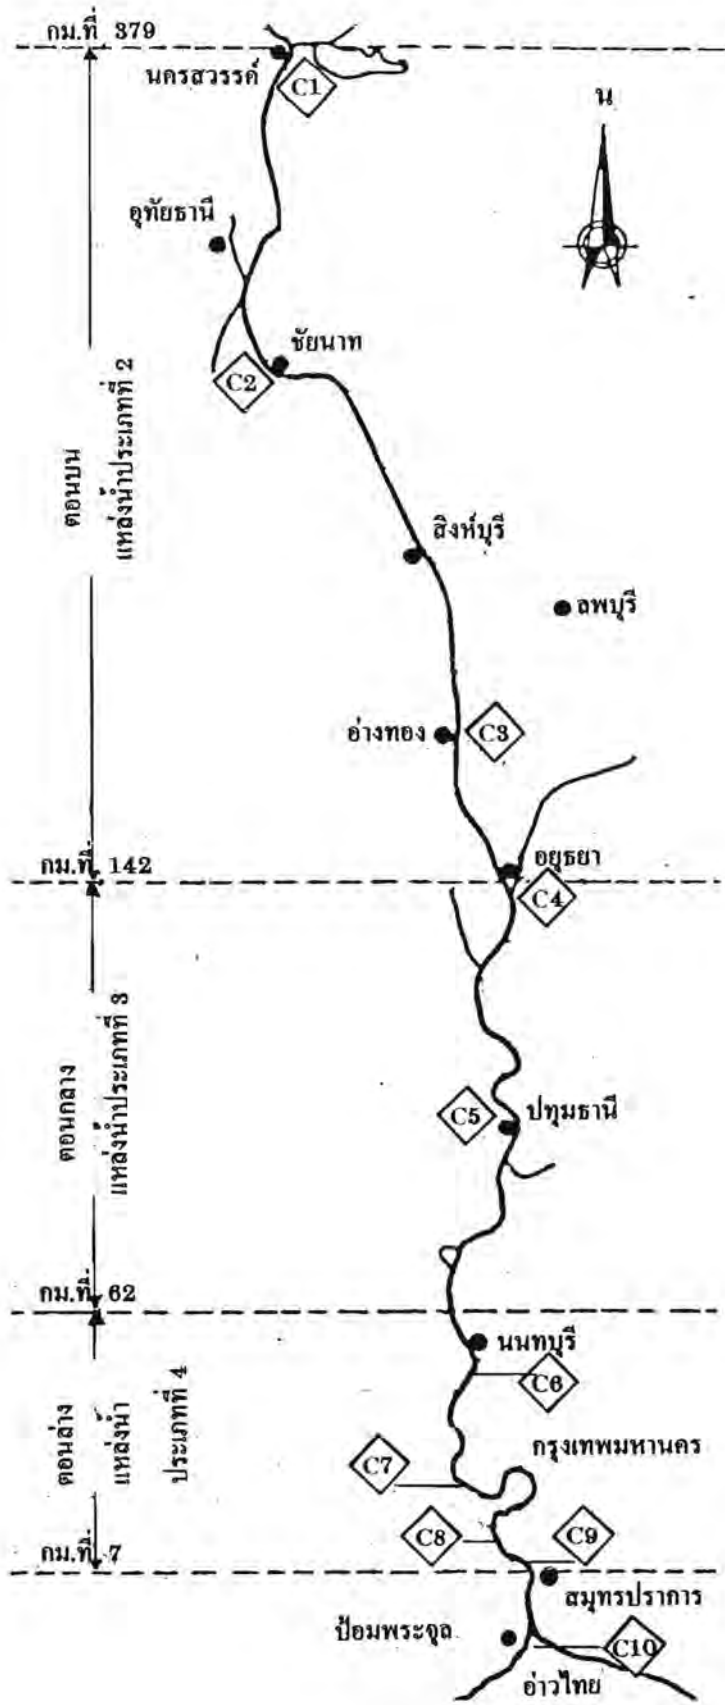 กม.ที่ 379
นครสวรรค์
C1
น
อุทัยธานี
ชัยนาท
C2
ตอนบน
แหล่งน้ำประเภทที่ 2
สิงห์บุรี
ลพบุรี
อ่างทอง
C3
กม.ที่ 142
อยุธยา
C4
ตอนกลาง
แหล่งน้ำประเภทที่ 3
C5
ปทุมธานี
กม.ที่ 62
นนทบุรี
C6
ตอนล่าง
แหล่งน้ำ
ประเภทที่ 4
กรุงเทพมหานคร
C7
C8
C9
กม.ที่ 7
สมุทรปราการ
ป้อมพระจุล
C10
อ่าวไทย